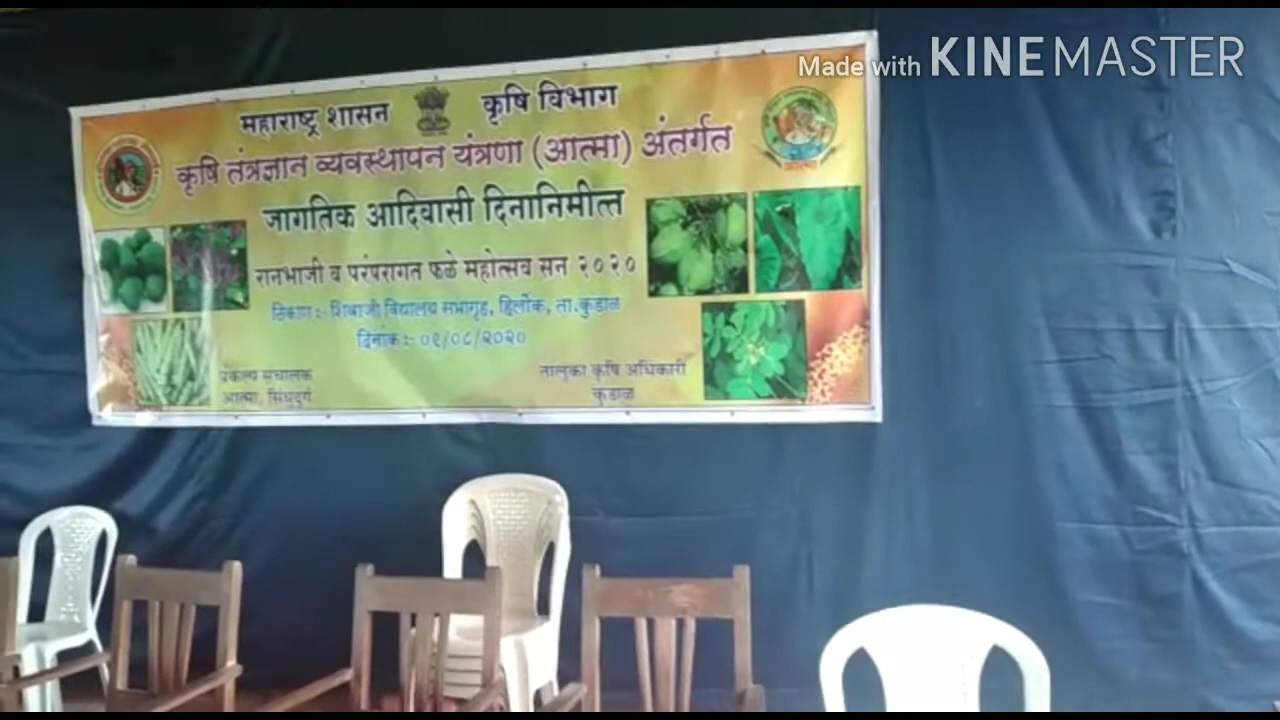 Made with KINEMASTER
महाराष्ट्र शासन कृषि विभाग
कृषि तंत्रज्ञान व्यवस्थापन यंत्रणा (आत्मा) अंतर्गत
जागतिक आदिवासी दिनानिमीत्त
रानभाजी व परंपरागत फळे महोत्सव सन २०२०
ठिकाण :- शिवाजी विद्यालय सभागृह, हिर्लोक, ता.कुडाळ
दिनांक :- ०९/०८/२०२०
प्रकल्प संचालक
आत्मा, सिंधुदुर्ग
तालुका कृषि अधिकारी
कुडाळ